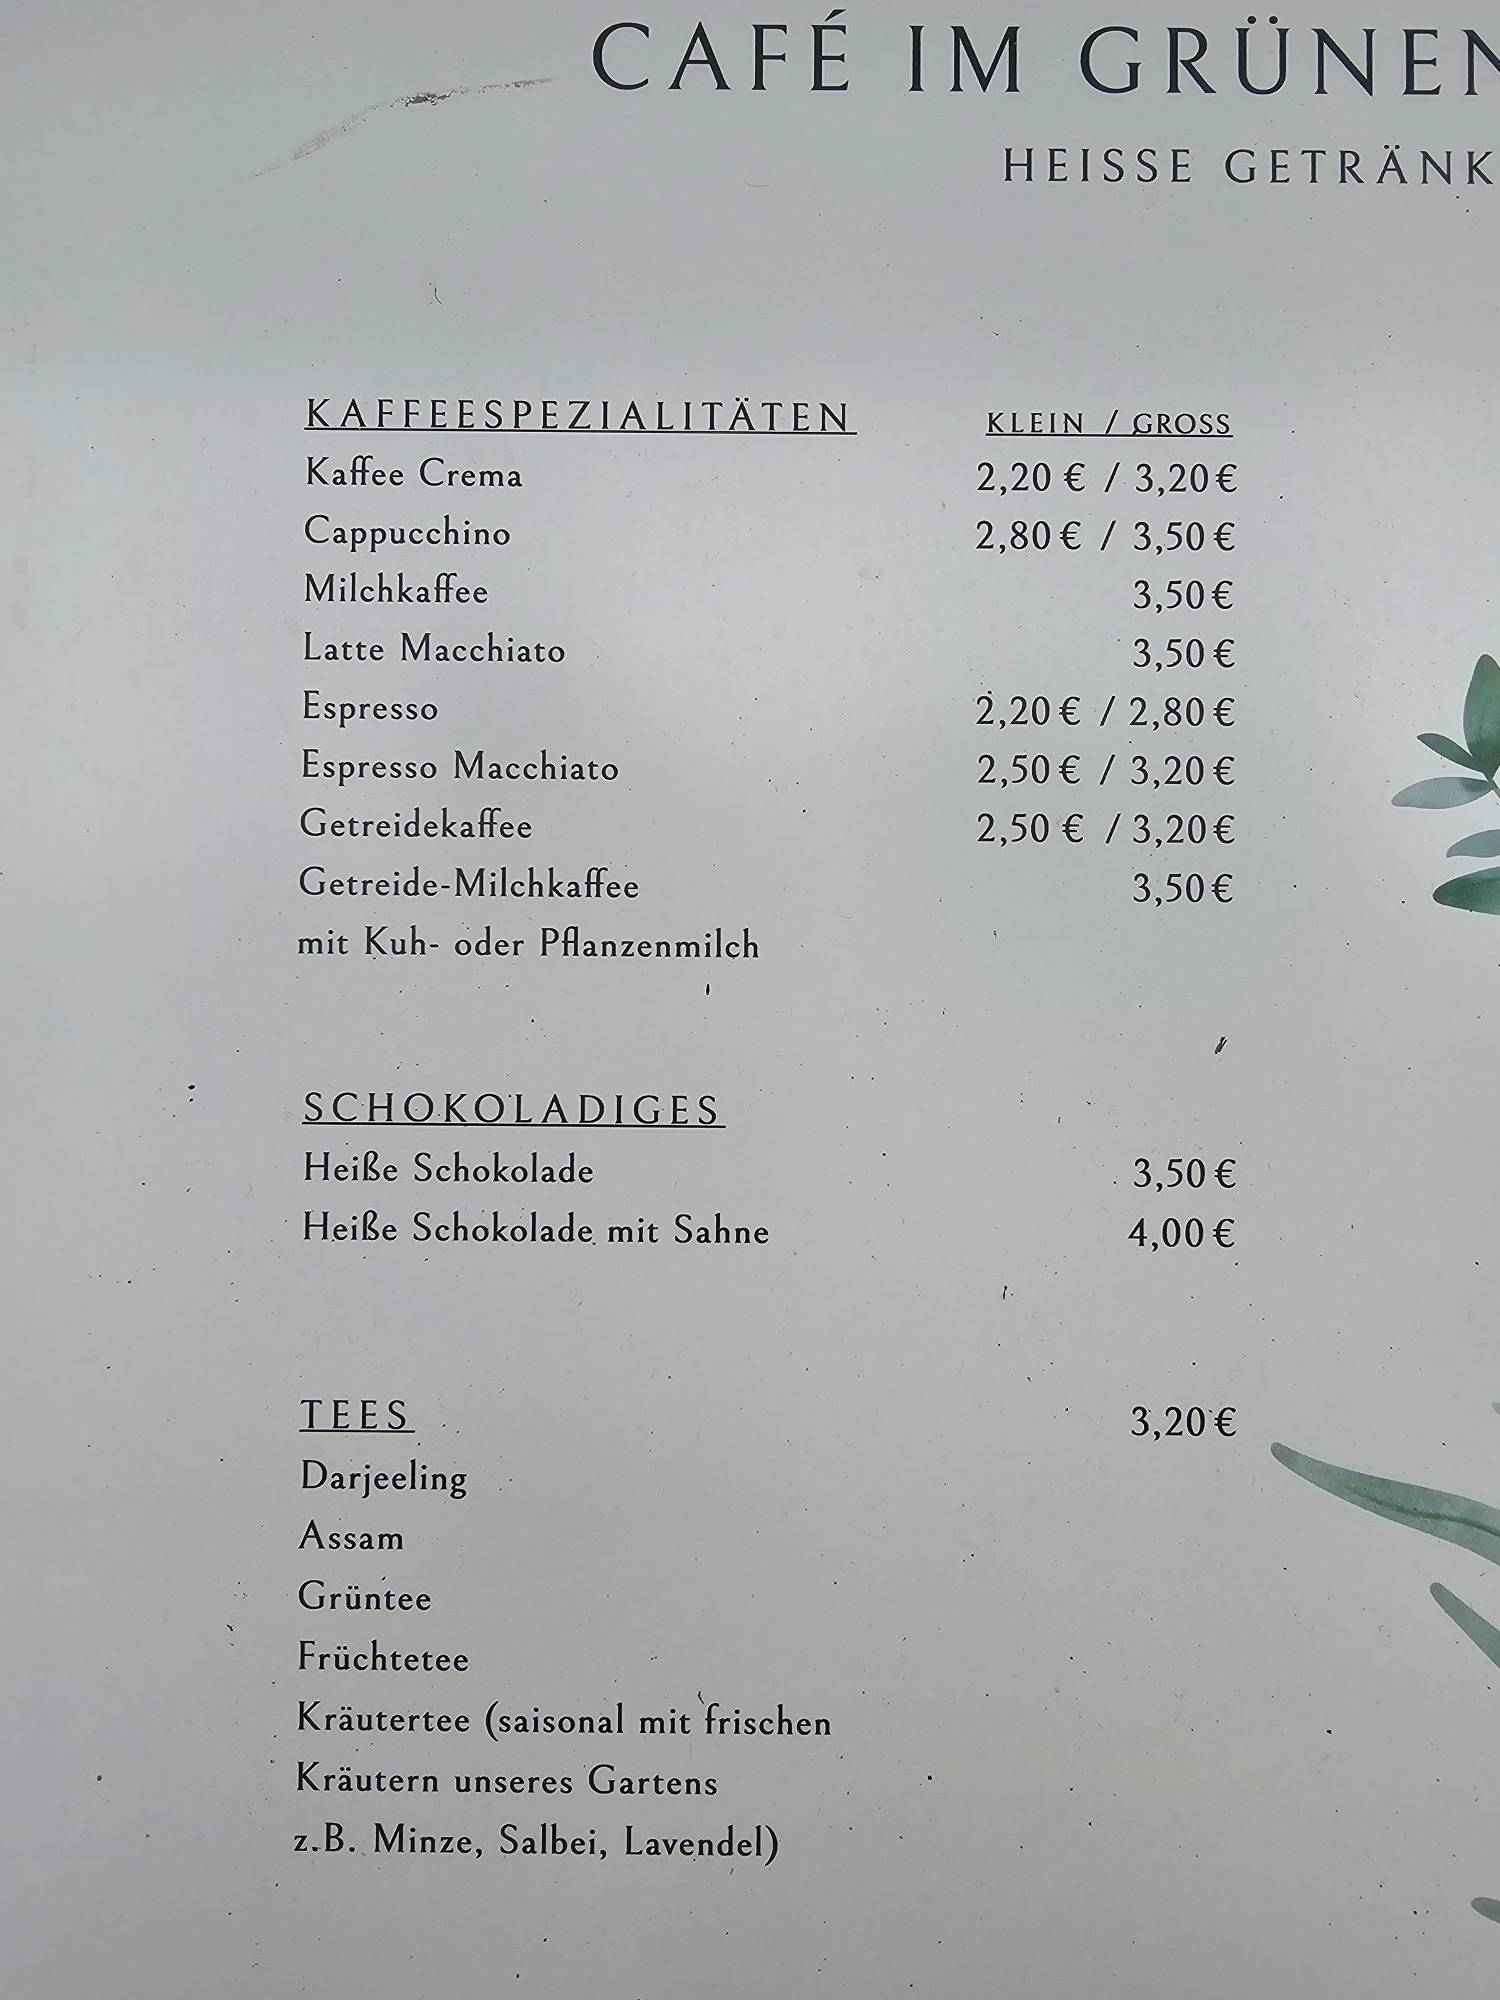 CAFÉ IM GRÜNEN
HEISSE GETRÄNK
KAFFEESPEZIALITÄTEN KLEIN / GROSS
Kaffee Crema 2,20 € / 3,20 €
Cappucchino 2,80 € / 3,50 €
Milchkaffee 3,50 €
Latte Macchiato 3,50 €
Espresso 2,20 € / 2,80 €
Espresso Macchiato 2,50 € / 3,20 €
Getreidekaffee 2,50 € / 3,20 €
Getreide-Milchkaffee 3,50 €
mit Kuh- oder Pflanzenmilch
SCHOKOLADIGES
Heiße Schokolade 3,50 €
Heiße Schokolade mit Sahne 4,00 €
TEES 3,20 €
Darjeeling
Assam
Grüntee
Früchtetee
Kräutertee (saisonal mit frischen
Kräutern unseres Gartens
z.B. Minze, Salbei, Lavendel)